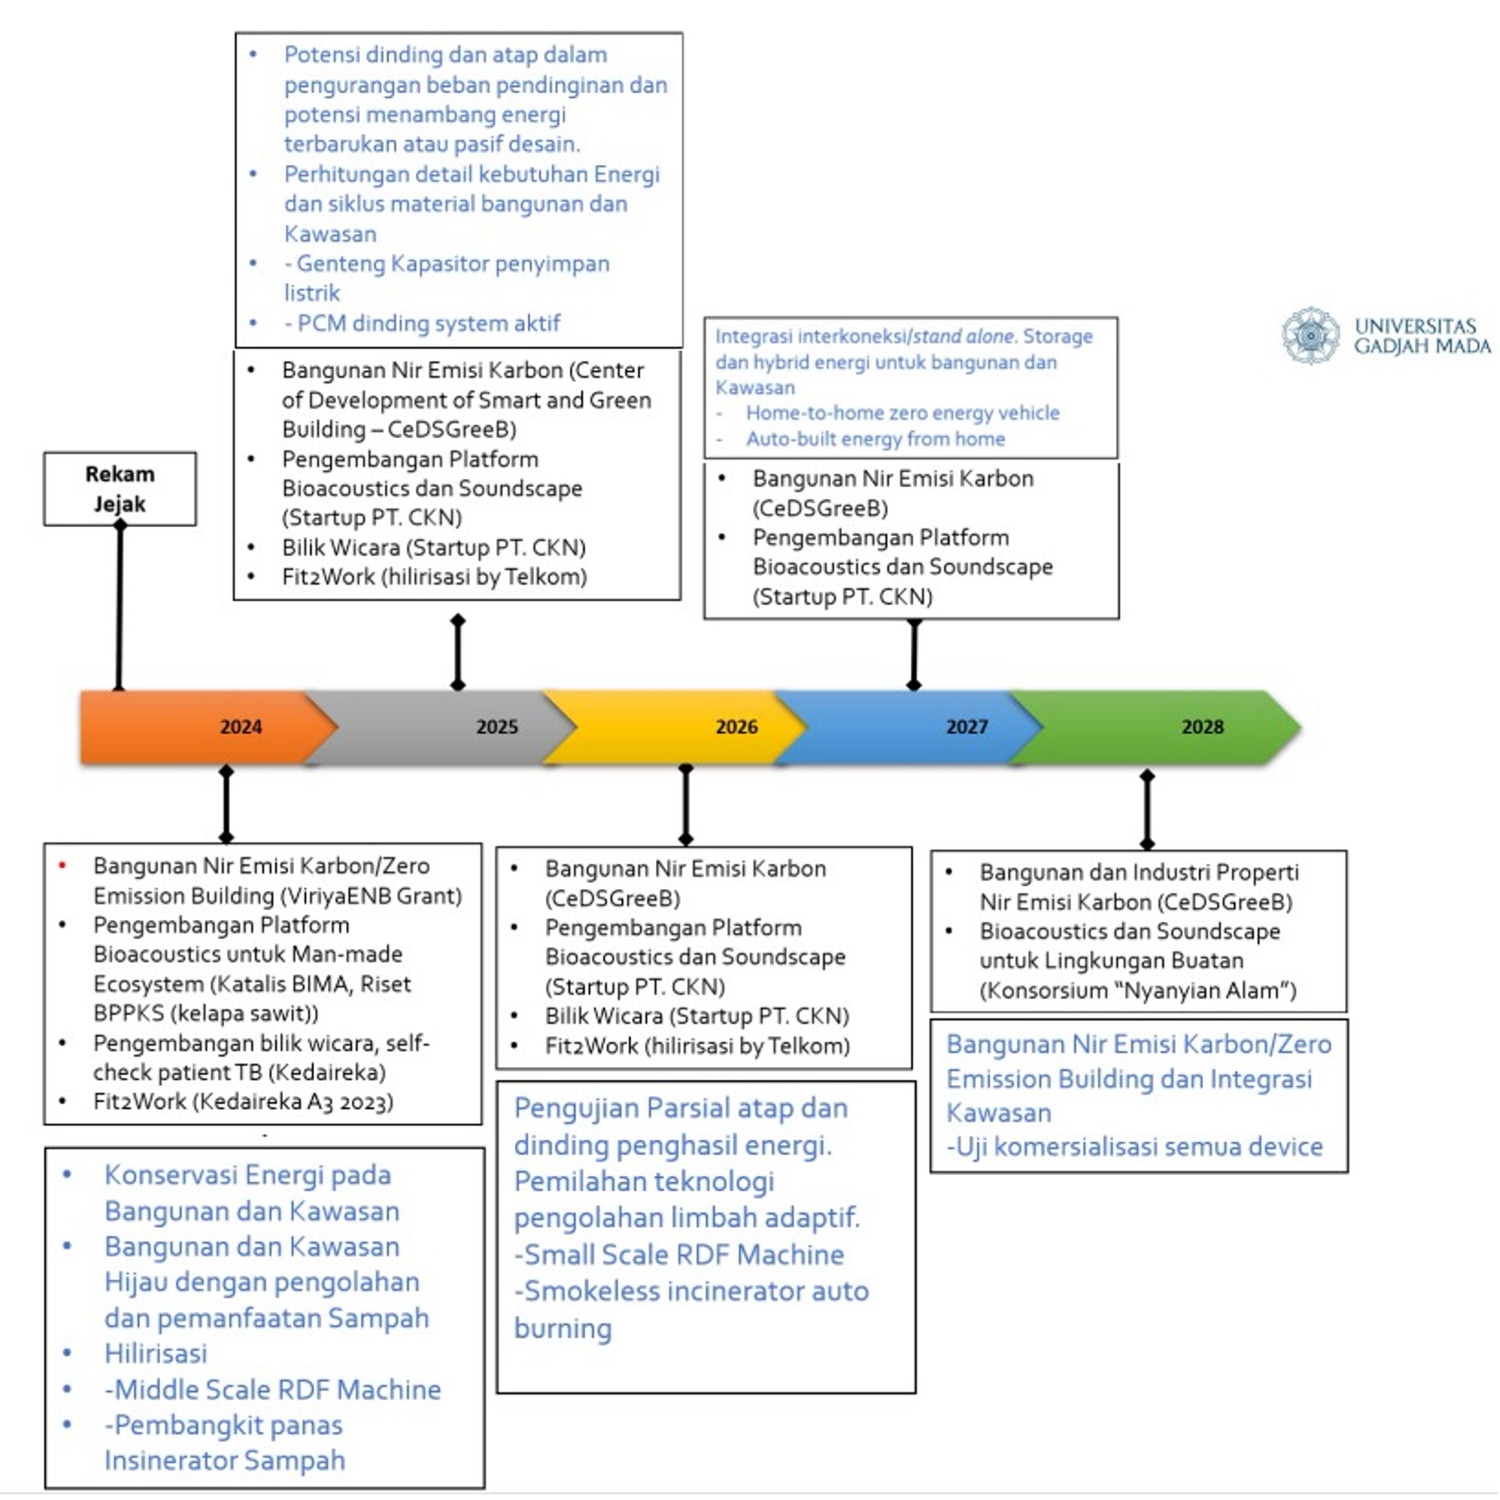 • Potensi dinding dan atap dalam
pengurangan beban pendinginan dan
potensi menambang energi
terbarukan atau pasif desain.
• Perhitungan detail kebutuhan Energi
dan siklus material bangunan dan
Kawasan
• - Genteng Kapasitor penyimpan
listrik
• - PCM dinding system aktif
• Bangunan Nir Emisi Karbon (Center
of Development of Smart and Green
Building – CeDSGreeB)
• Pengembangan Platform
Bioacoustics dan Soundscape
(Startup PT. CKN)
• Bilik Wicara (Startup PT. CKN)
• Fit2Work (hilirisasi by Telkom)
Integrasi interkoneksi/stand alone. Storage
dan hybrid energi untuk bangunan dan
Kawasan
- Home-to-home zero energy vehicle
- Auto-built energy from home
• Bangunan Nir Emisi Karbon
(CeDSGreeB)
• Pengembangan Platform
Bioacoustics dan Soundscape
(Startup PT. CKN)
UNIVERSITAS
GADJAH MADA
Rekam
Jejak
2024
2025
2026
2027
2028
• Bangunan Nir Emisi Karbon/Zero
Emission Building (ViriyaENB Grant)
• Pengembangan Platform
Bioacoustics untuk Man-made
Ecosystem (Katalis BIMA, Riset
BPPKS (kelapa sawit))
• Pengembangan bilik wicara, self-
check patient TB (Kedaireka)
• Fit2Work (Kedaireka A3 2023)
• Konservasi Energi pada
Bangunan dan Kawasan
• Bangunan dan Kawasan
Hijau dengan pengolahan
dan pemanfaatan Sampah
• Hilirisasi
• -Middle Scale RDF Machine
• -Pembangkit panas
Insinerator Sampah
• Bangunan Nir Emisi Karbon
(CeDSGreeB)
• Pengembangan Platform
Bioacoustics dan Soundscape
(Startup PT. CKN)
• Bilik Wicara (Startup PT. CKN)
• Fit2Work (hilirisasi by Telkom)
Pengujian Parsial atap dan
dinding penghasil energi.
Pemilahan teknologi
pengolahan limbah adaptif.
-Small Scale RDF Machine
-Smokeless incinerator auto
burning
• Bangunan dan Industri Properti
Nir Emisi Karbon (CeDSGreeB)
• Bioacoustics dan Soundscape
untuk Lingkungan Buatan
(Konsorsium “Nyanyian Alam”)
Bangunan Nir Emisi Karbon/Zero
Emission Building dan Integrasi
Kawasan
-Uji komersialisasi semua device